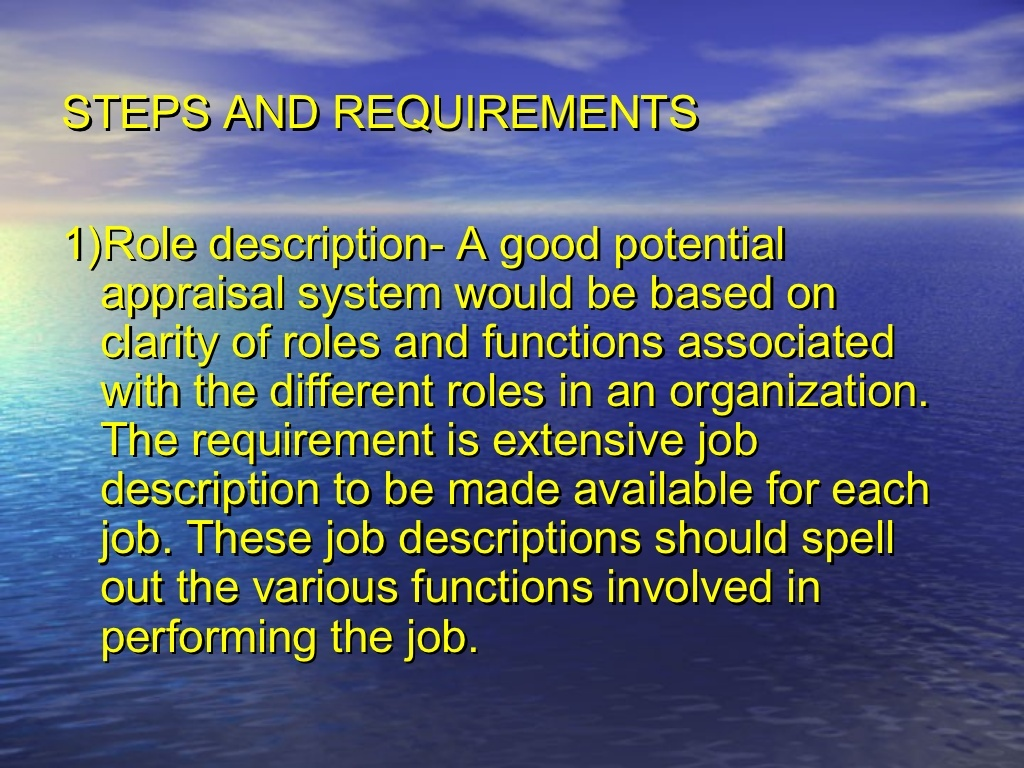 STEPS AND REQUIREMENTS
1)Role description- A good potential
appraisal system would be based on
clarity of roles and functions associated
with the different roles in an organization.
The requirement is extensive job
description to be made available for each
job. These job descriptions should spell
out the various functions involved in
performing the job.